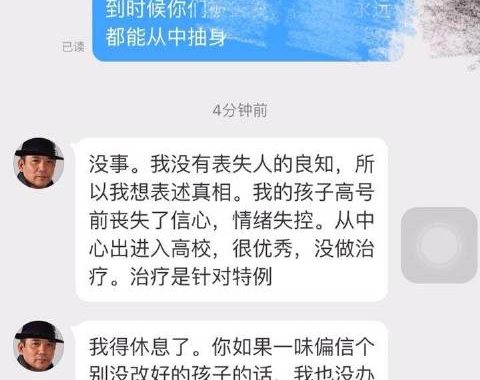 到时候你们
永远
已读
都能从中抽身
4分钟前
没事。我没有表失人的良知，所
以我想表述真相。我的孩子高号
前丧失了信心，情绪失控。从中
心出进入高校，很优秀，没做治
疗。治疗是针对特例
我得休息了。你如果一味偏信个
别没改好的孩子的话，我也没办